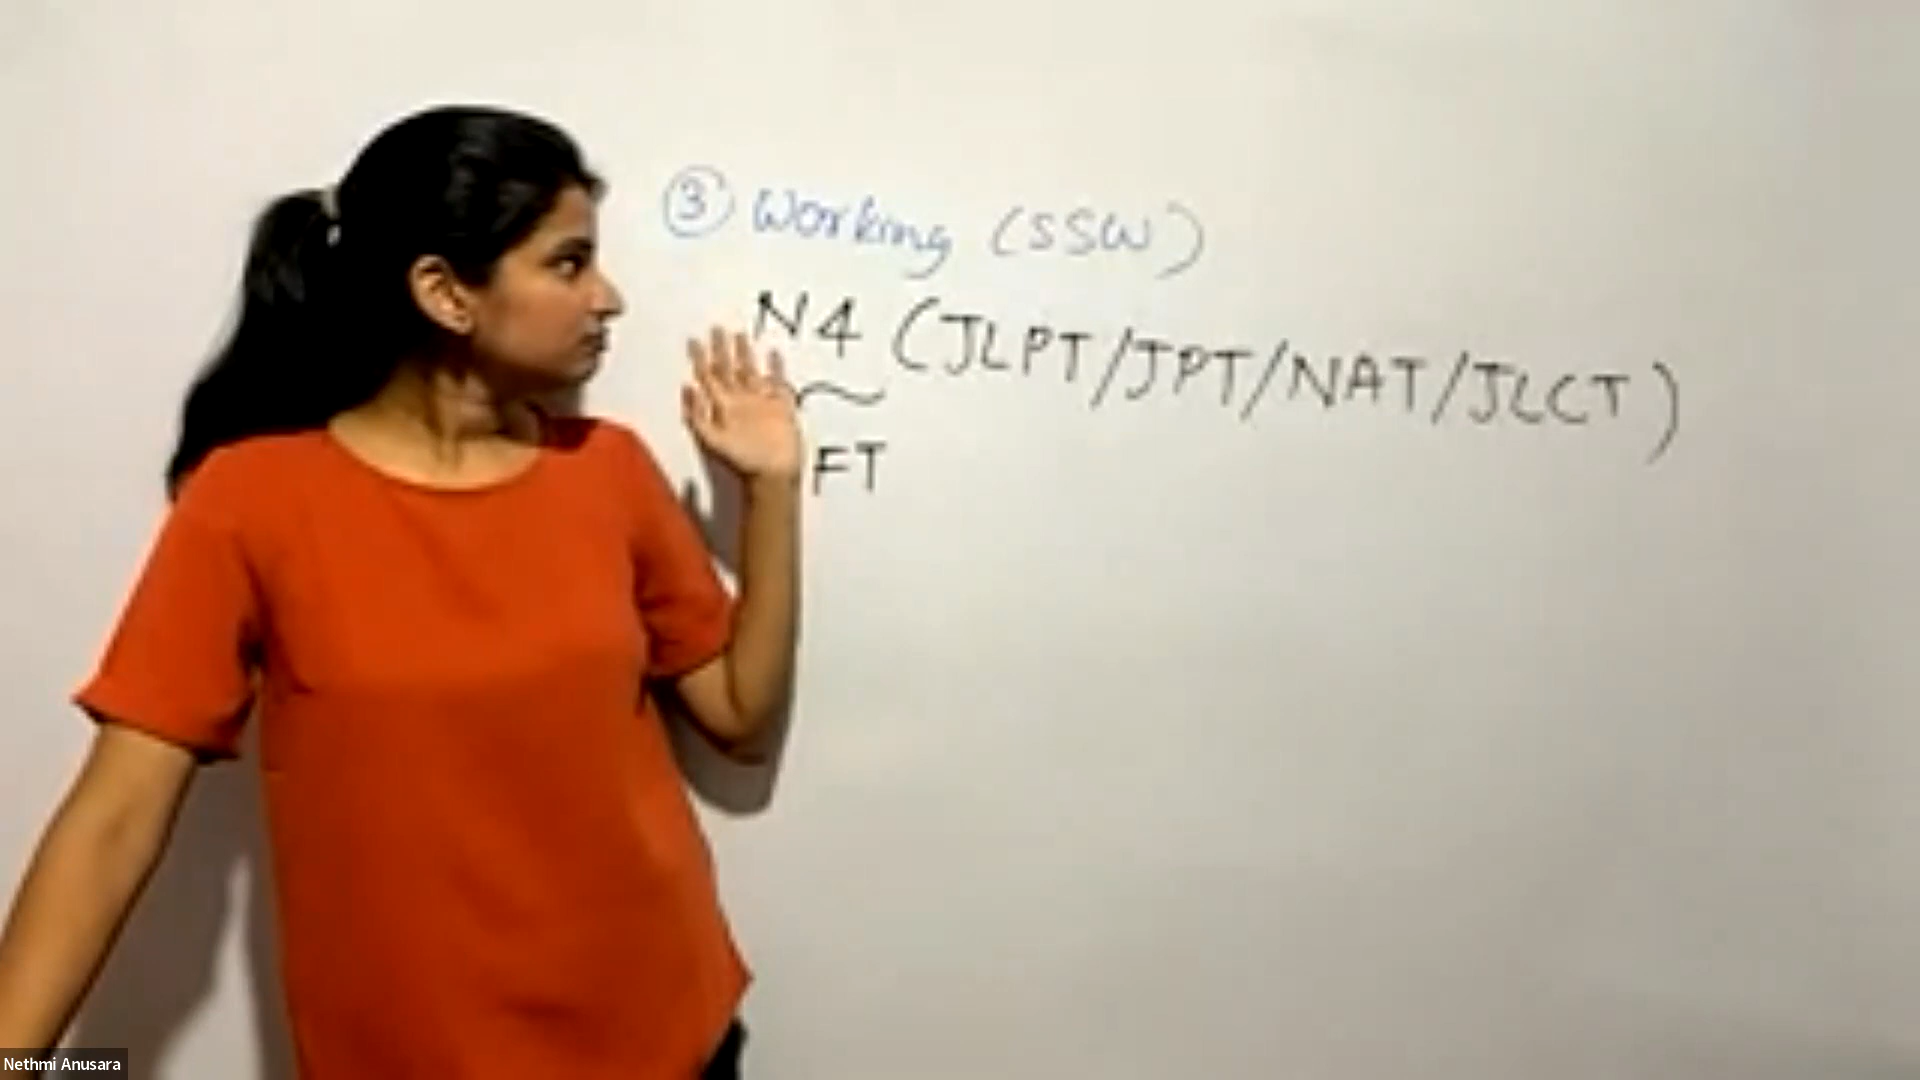 ③ Working (SSW)
N4 (JLPT/JPT/NAT/JLCT)
FT
Nethmi Anusara